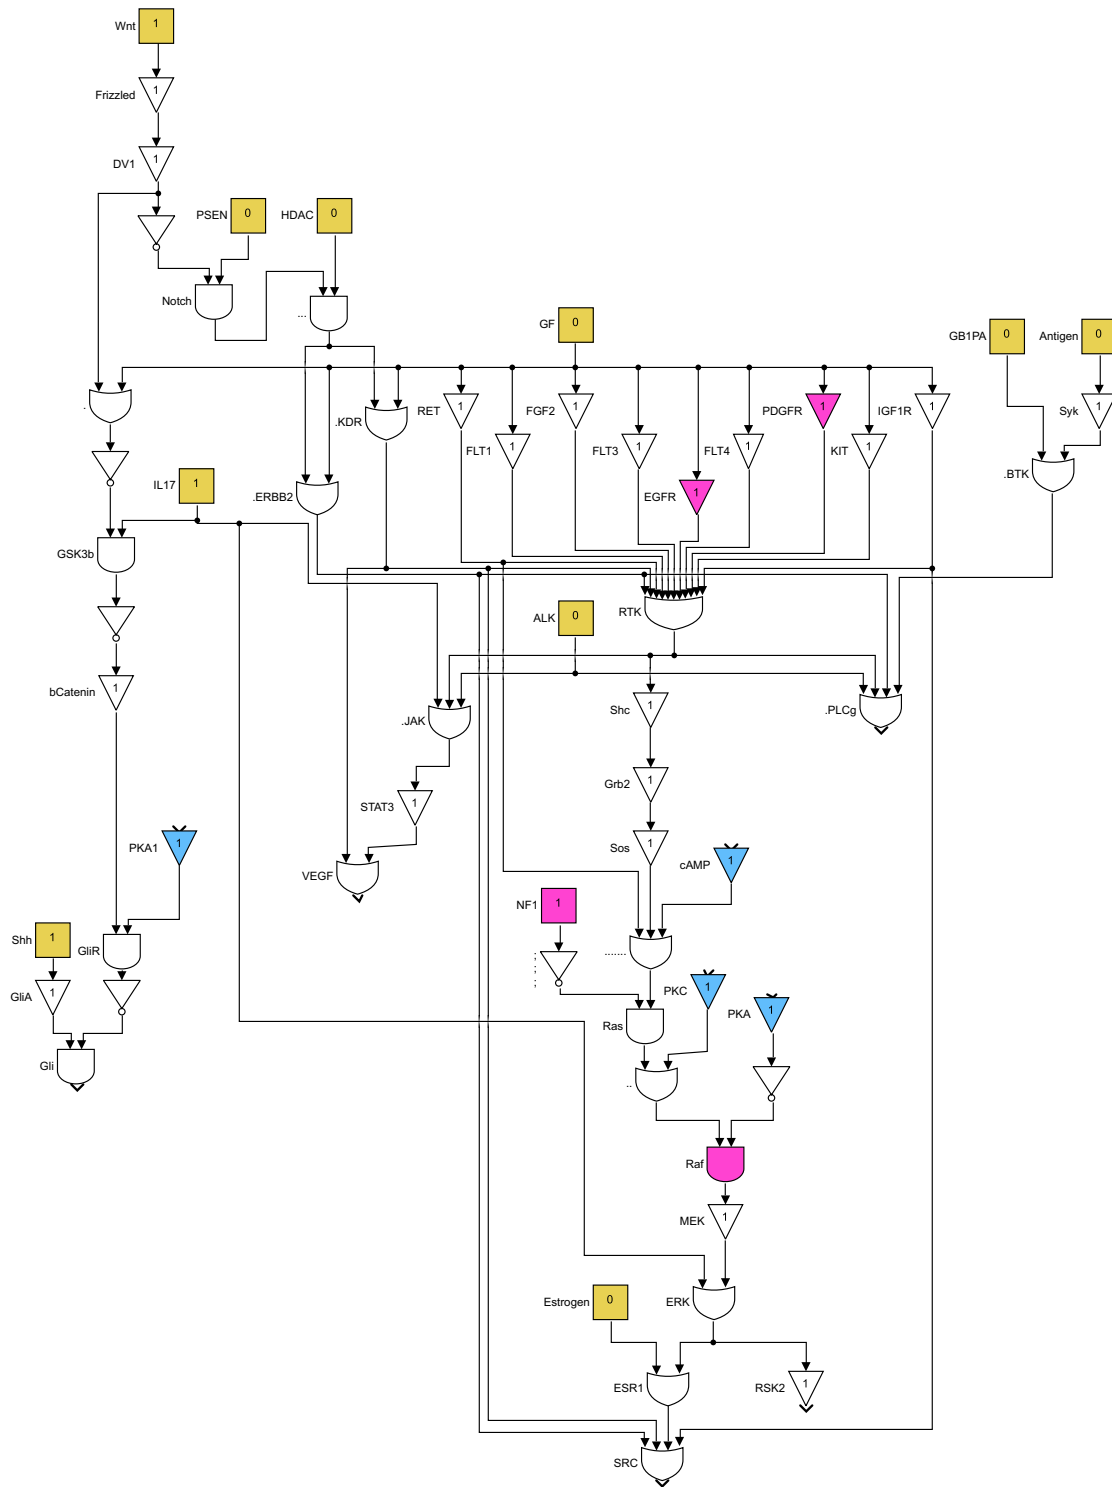 Wnt 1
Frizzled 1
DV1 1
PSEN 0 HDAC 0
Notch
...
GF 0
GB1PA 0 Antigen 0
.
.KDR
RET 1
FGF2 1
PDGFR 1
IGF1R 1
Syk 1
FLT1 1
FLT3 1
FLT4 1
KIT 1
.BTK
IL17 1
.ERBB2
EGFR 1
GSK3b
ALK 0
RTK
bCatenin 1
.JAK
Shc 1
.PLCg
Grb2 1
STAT3 1
PKA1 1
Sos 1
cAMP 1
VEGF
NF1 1
Shh 1
GliR
.......
;
;
;
GliA 1
PKC 1
PKA 1
Ras
Gli
..
Raf
MEK 1
Estrogen 0
ERK
ESR1
RSK2 1
SRC